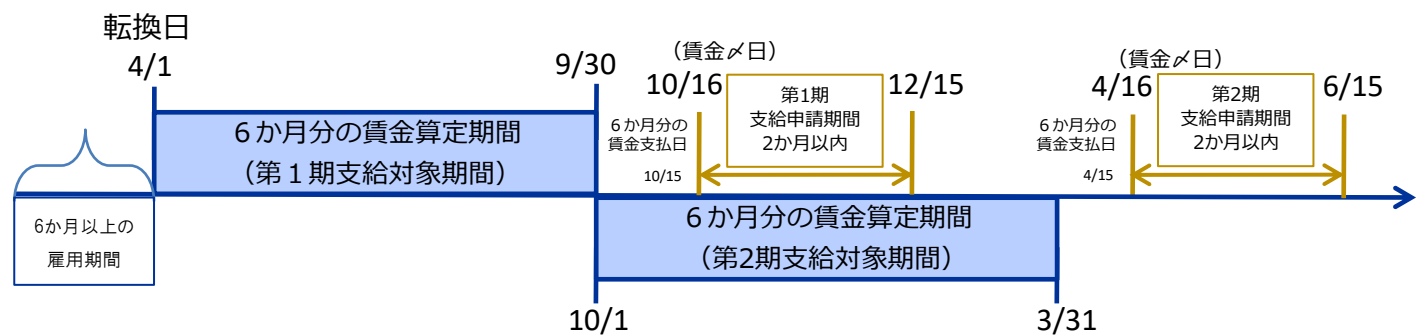 転換日
4/1
6か月以上の
雇用期間
６か月分の賃金算定期間
（第１期支給対象期間）
9/30
（賃金〆日）
10/16
６か月分の
賃金支払日
10/15
第1期
支給申請期間
2か月以内
12/15
10/1
６か月分の賃金算定期間
（第2期支給対象期間）
3/31
（賃金〆日）
4/16
６か月分の
賃金支払日
4/15
第2期
支給申請期間
2か月以内
6/15